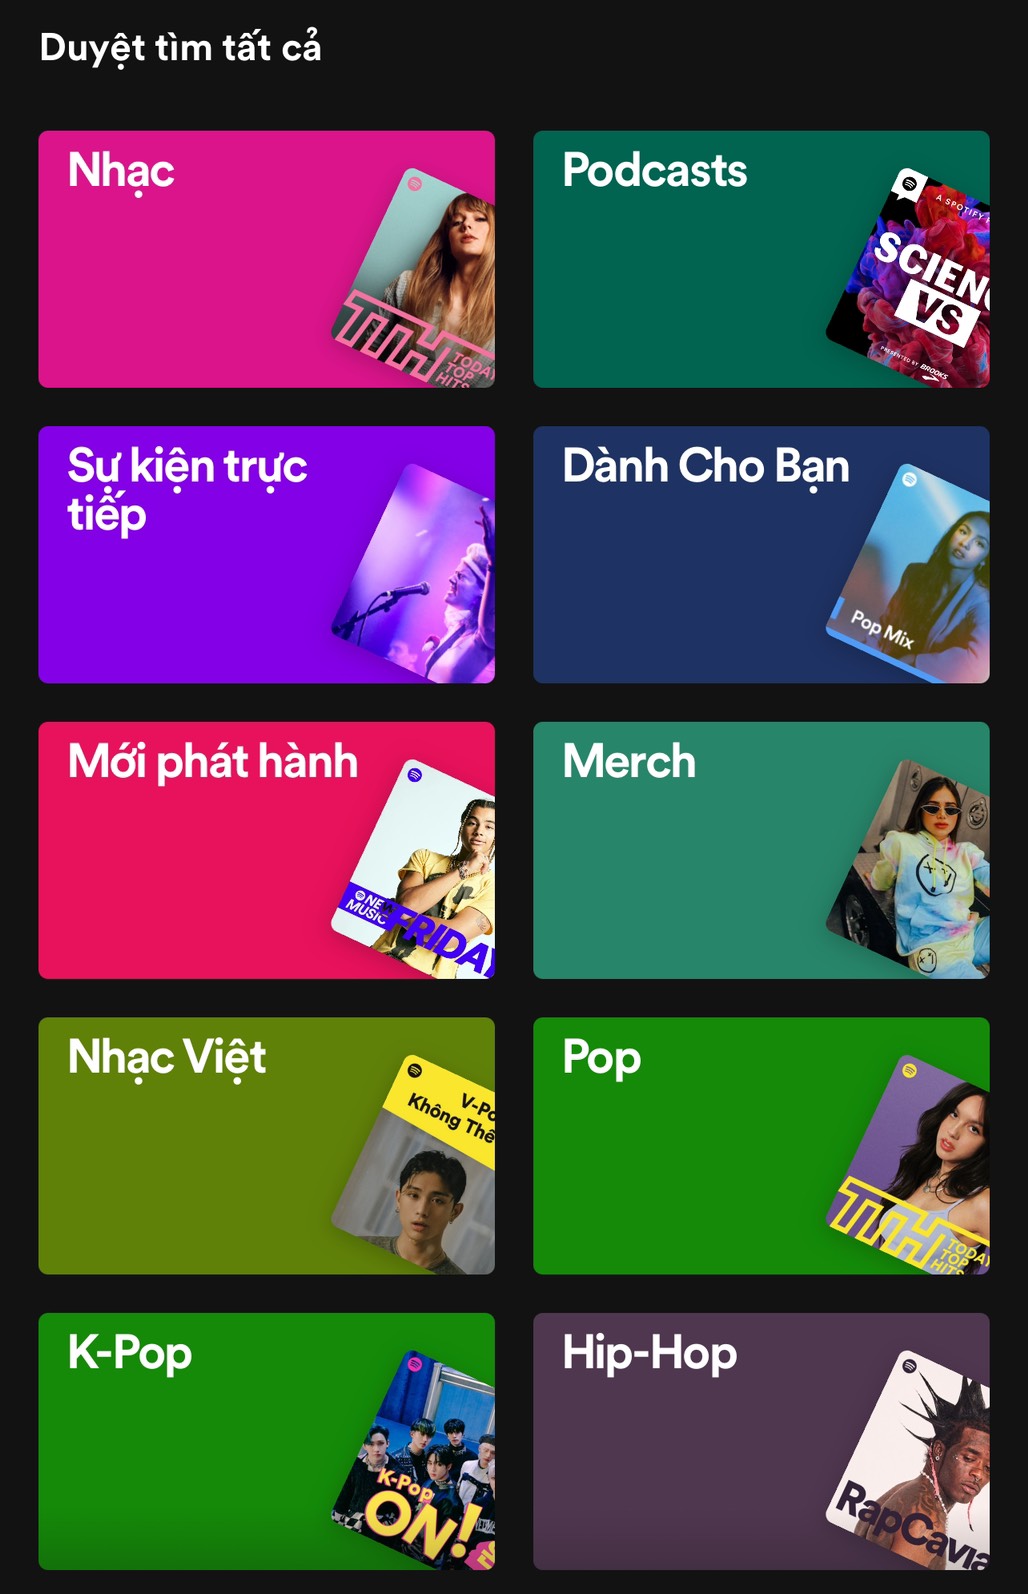 Duyệt tìm tất cả
Nhạc
TTH
TODAY
TOP
HITS
Podcasts
A SPOTIFY
SCIENC
VS
PRESENTED BY BROOKS
Sự kiện trực
tiếp
Dành Cho Bạn
Pop Mix
Mới phát hành
NEW
MUSIC
FRIDAY
Merch
Nhạc Việt
V-Po
Không Thể
Pop
TTH
TODAY
TOP
HITS
K-Pop
K-Pop
ON!
Hip-Hop
RapCavia